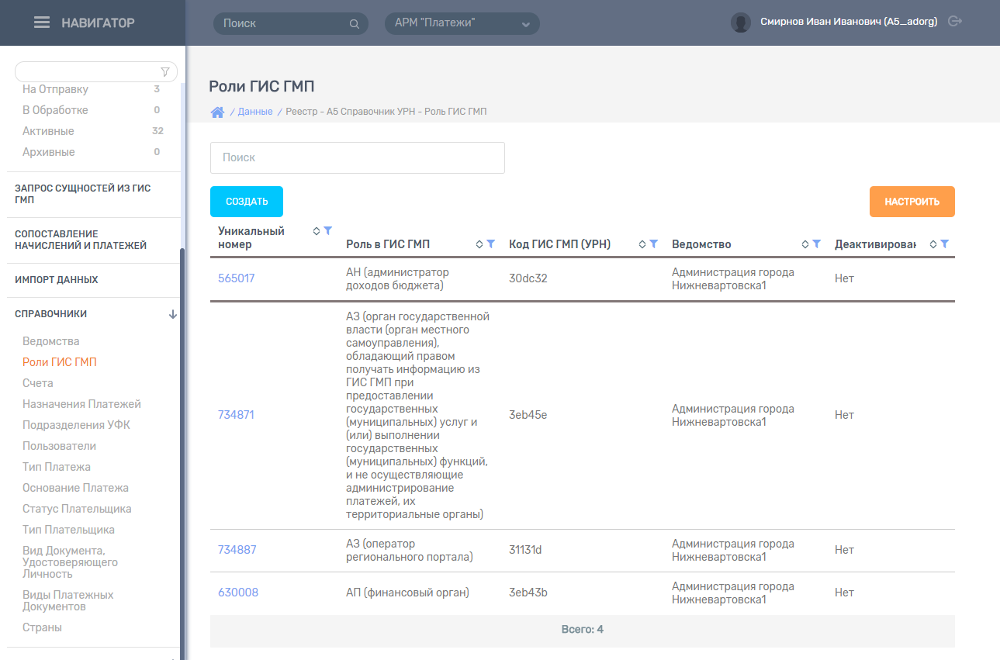 НАВИГАТОР
Поиск
АРМ "Платежи"
Смирнов Иван Иванович (A5_adorg)
На Отправку 3
В Обработке 0
Активные 32
Архивные 0
ЗАПРОС СУЩНОСТЕЙ ИЗ ГИС
ГМП
СОПОСТАВЛЕНИЕ
НАЧИСЛЕНИЙ И ПЛАТЕЖЕЙ
ИМПОРТ ДАННЫХ
СПРАВОЧНИКИ
Ведомства
Роли ГИС ГМП
Счета
Назначения Платежей
Подразделения УФК
Пользователи
Тип Платежа
Основание Платежа
Статус Плательщика
Тип Плательщика
Вид Документа,
Удостоверяющего
Личность
Виды Платежных
Документов
Страны
Роли ГИС ГМП
/ Данные / Реестр - А5 Справочник УРН - Роль ГИС ГМП
Поиск
СОЗДАТЬ
НАСТРОИТЬ
Уникальный
номер
Роль в ГИС ГМП
Код ГИС ГМП (УРН)
Ведомство
Деактивирован
565017
АН (администратор
доходов бюджета)
30dc32
Администрация города
Нижневартовска1
Нет
734871
АЗ (орган государственной
власти (орган местного
самоуправления),
обладающий правом
получать информацию из
ГИС ГМП при
предоставлении
государственных
(муниципальных) услуг и
(или) выполнении
государственных
(муниципальных) функций,
и не осуществляющие
администрирование
платежей, их
территориальные органы)
3eb45e
Администрация города
Нижневартовска1
Нет
734887
АЗ (оператор
регионального портала)
31131d
Администрация города
Нижневартовска1
Нет
630008
АП (финансовый орган)
3eb43b
Администрация города
Нижневартовска1
Нет
Всего: 4